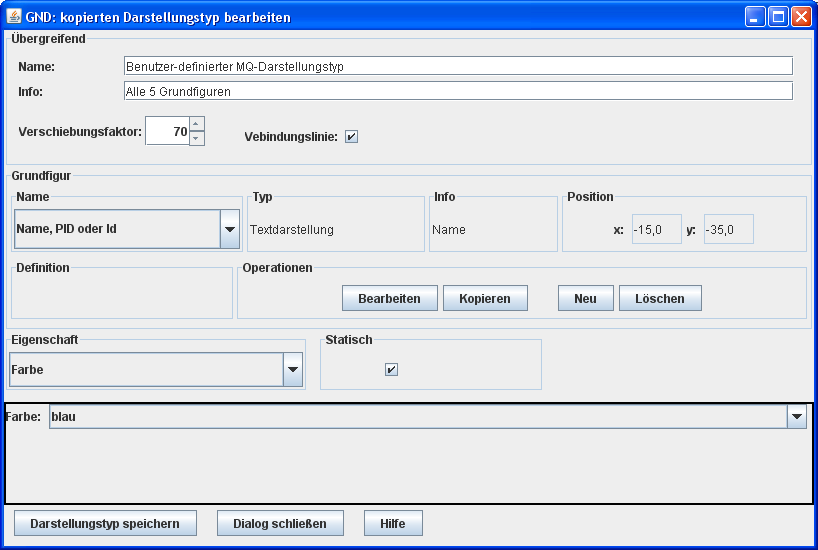 GND: kopierten Darstellungstyp bearbeiten
Übergreifend
Name: Benutzer-definierter MQ-Darstellungstyp
Info: Alle 5 Grundfiguren
Verschiebungsfaktor: 70 Vebindungslinie:
Grundfigur
Name Typ Info Position
Name, PID oder Id Textdarstellung Name x: -15,0 y: -35,0
Definition Operationen
Bearbeiten Kopieren Neu Löschen
Eigenschaft Statisch
Farbe
Farbe: blau
Darstellungstyp speichern Dialog schließen Hilfe